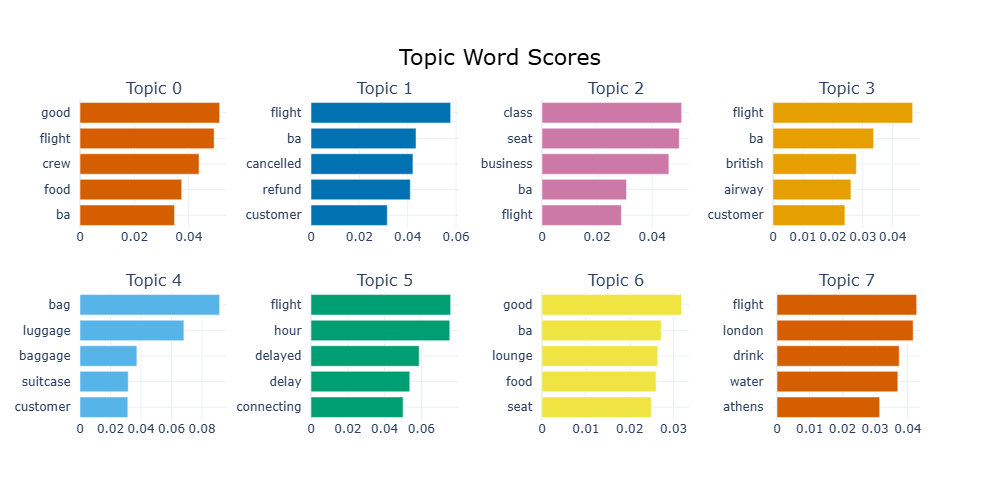 Topic Word Scores
Topic 0
good
flight
crew
food
ba
0 0.02 0.04
Topic 1
flight
ba
cancelled
refund
customer
0 0.02 0.04 0.06
Topic 2
class
seat
business
ba
flight
0 0.02 0.04
Topic 3
flight
ba
british
airway
customer
0 0.01 0.02 0.03 0.04
Topic 4
bag
luggage
baggage
suitcase
customer
0 0.02 0.04 0.06 0.08
Topic 5
flight
hour
delayed
delay
connecting
0 0.02 0.04 0.06
Topic 6
good
ba
lounge
food
seat
0 0.01 0.02 0.03
Topic 7
flight
london
drink
water
athens
0 0.01 0.02 0.03 0.04